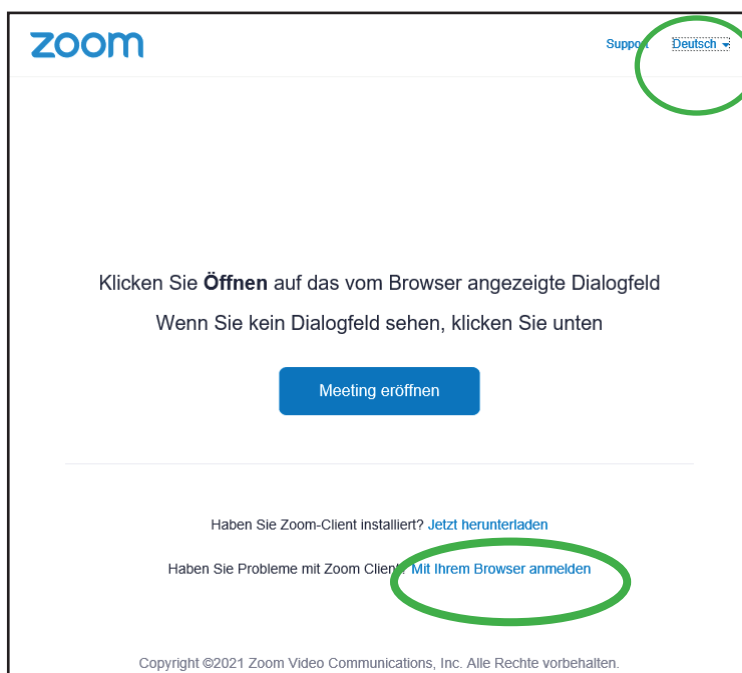 zoom
Support Deutsch
Klicken Sie Öffnen auf das vom Browser angezeigte Dialogfeld
Wenn Sie kein Dialogfeld sehen, klicken Sie unten
Meeting eröffnen
Haben Sie Zoom-Client installiert? Jetzt herunterladen
Haben Sie Probleme mit Zoom Client? Mit Ihrem Browser anmelden
Copyright ©2021 Zoom Video Communications, Inc. Alle Rechte vorbehalten.